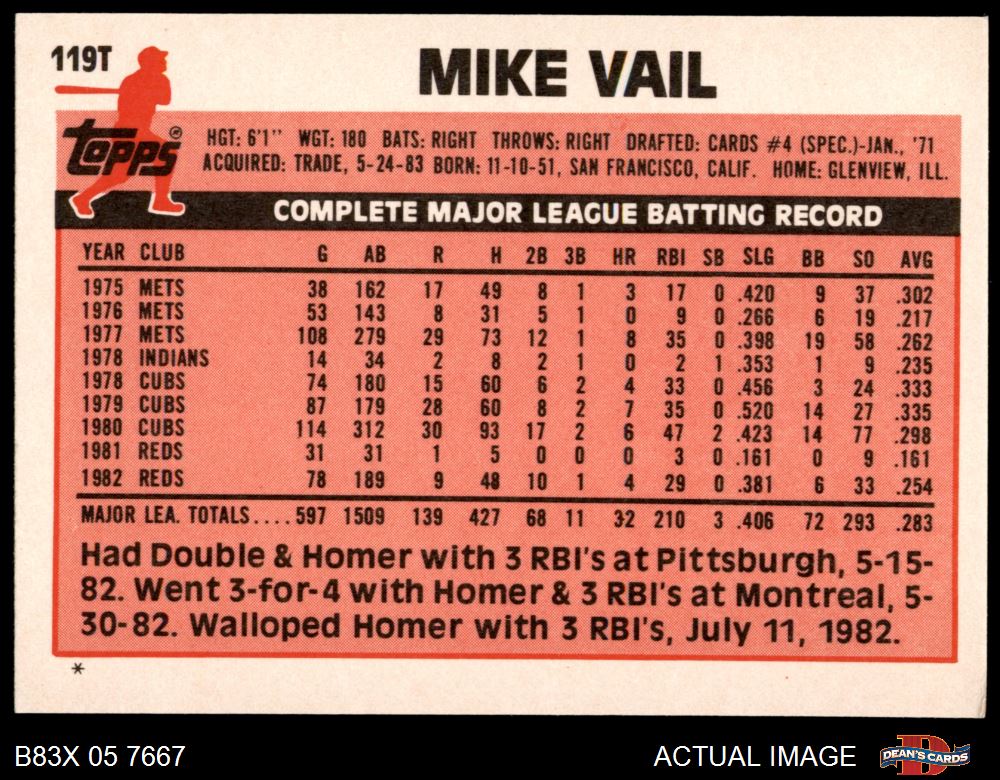 119T
MIKE VAIL
Topps ®
HGT: 6'1" WGT: 180 BATS: RIGHT THROWS: RIGHT DRAFTED: CARDS #4 (SPEC.)-JAN., '71
ACQUIRED: TRADE, 5-24-83 BORN: 11-10-51, SAN FRANCISCO, CALIF. HOME: GLENVIEW, ILL.
COMPLETE MAJOR LEAGUE BATTING RECORD
YEAR CLUB G AB R H 2B 3B HR RBI SB SLG BB SO AVG
1975 METS 38 162 17 49 8 1 3 17 0 .420 9 37 .302
1976 METS 53 143 8 31 5 1 0 9 0 .266 6 19 .217
1977 METS 108 279 29 73 12 1 8 35 0 .398 19 58 .262
1978 INDIANS 14 34 2 8 2 1 0 2 1 .353 1 9 .235
1978 CUBS 74 180 15 60 6 2 4 33 0 .456 3 24 .333
1979 CUBS 87 179 28 60 8 2 7 35 0 .520 14 27 .335
1980 CUBS 114 312 30 93 17 2 6 47 2 .423 14 77 .298
1981 REDS 31 31 1 5 0 0 0 3 0 .161 0 9 .161
1982 REDS 78 189 9 48 10 1 4 29 0 .381 6 33 .254
MAJOR LEA. TOTALS.... 597 1509 139 427 68 11 32 210 3 .406 72 293 .283
Had Double & Homer with 3 RBI's at Pittsburgh, 5-15-
82. Went 3-for-4 with Homer & 3 RBI's at Montreal, 5-
30-82. Walloped Homer with 3 RBI's, July 11, 1982.
*
B83X 05 7667 ACTUAL IMAGE D DEAN'S CARDS